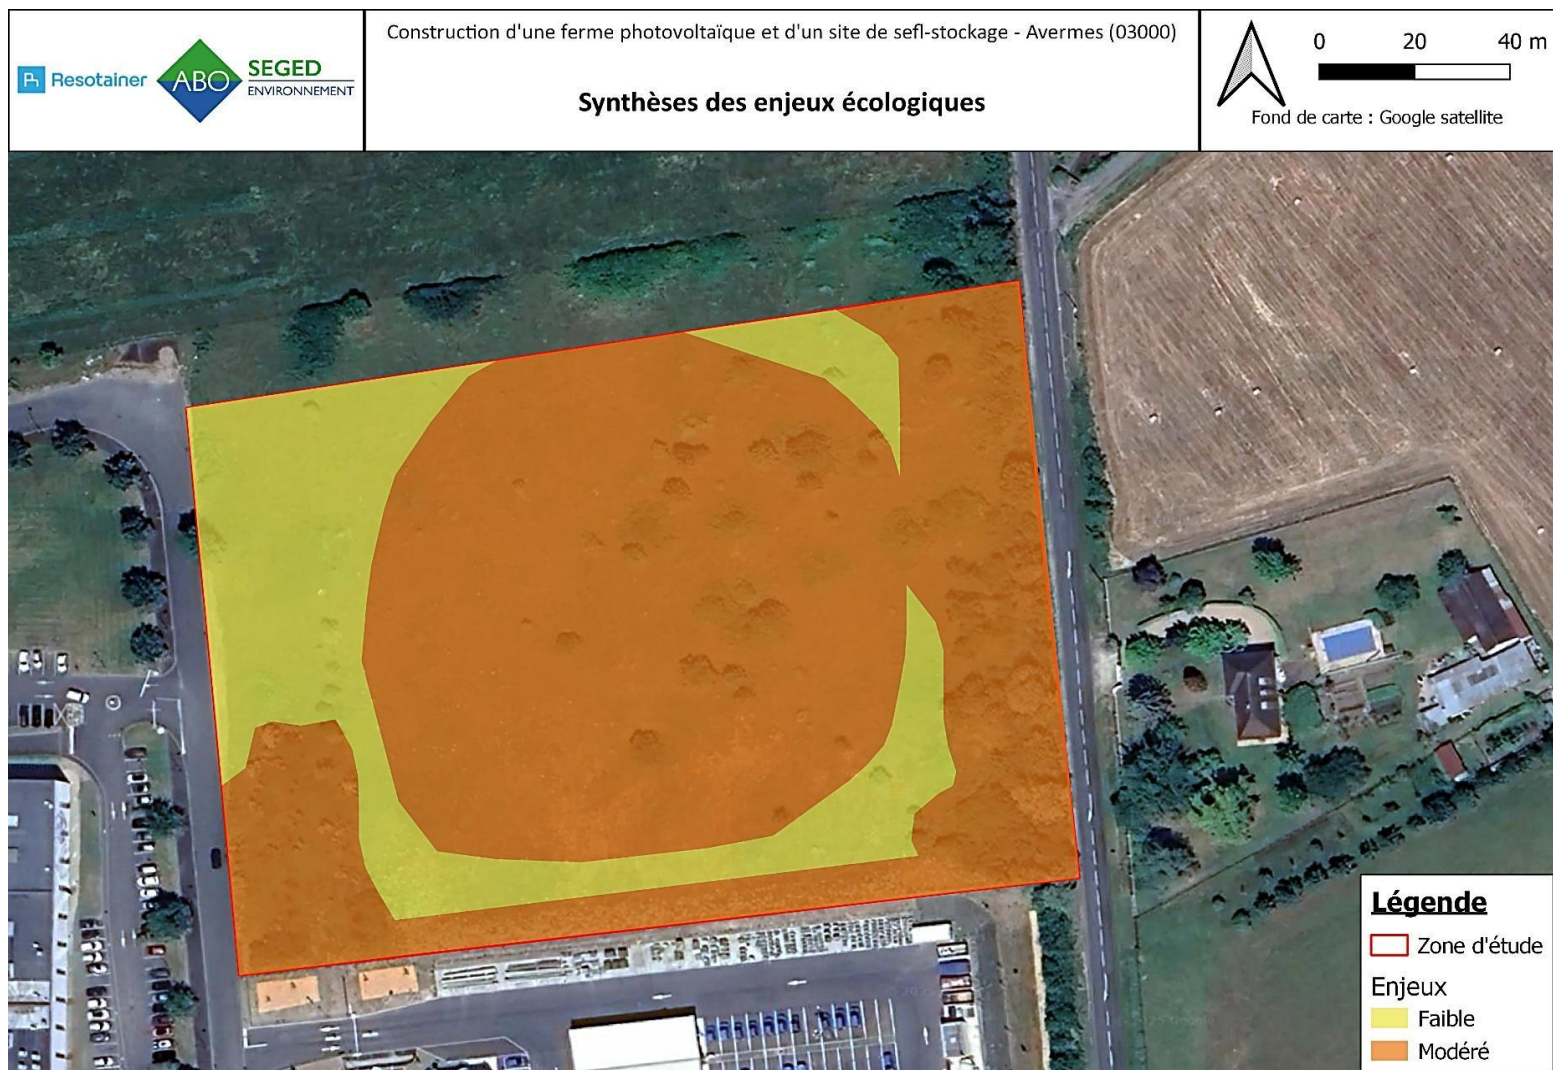 Resotainer
ABO
SEGED
ENVIRONNEMENT
Construction d'une ferme photovoltaïque et d'un site de sefl-stockage - Avermes (03000)
Synthèses des enjeux écologiques
0 20 40 m
Fond de carte : Google satellite
Légende
Zone d'étude
Enjeux
Faible
Modéré